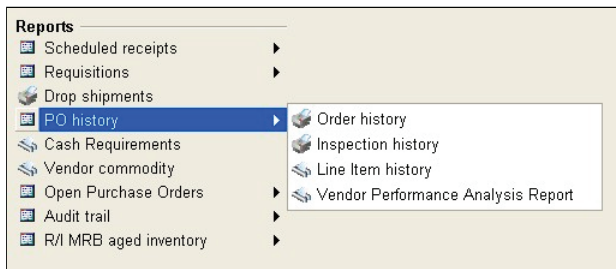 Reports
Scheduled receipts
Requisitions
Drop shipments
PO history
Cash Requirements
Vendor commodity
Open Purchase Orders
Audit trail
R/I MRB aged inventory
Order history
Inspection history
Line Item history
Vendor Performance Analysis Report